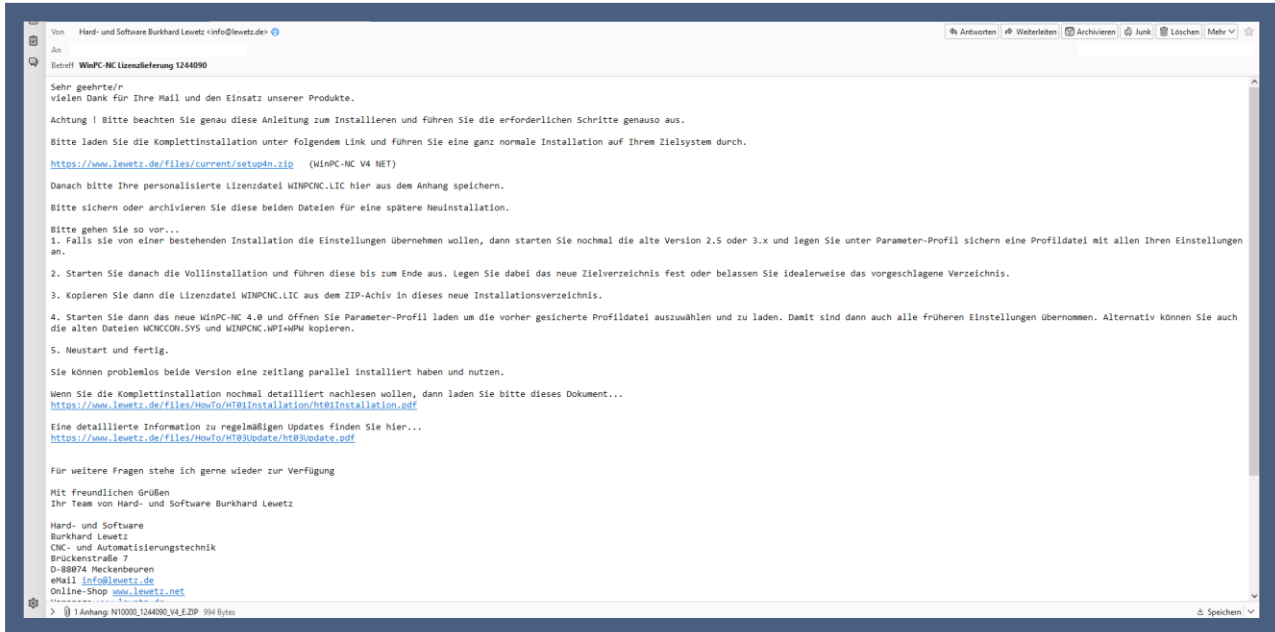 Von Hard- und Software Burkhard Lewetz <info@lewetz.de>
Antworten Weiterleiten Archivieren Junk Löschen Mehr
An
Betreff WinPC-NC Lizenzlieferung 1244090
Sehr geehrte/r
vielen Dank für Ihre Mail und den Einsatz unserer Produkte.
Achtung ! Bitte beachten Sie genau diese Anleitung zum Installieren und führen Sie die erforderlichen Schritte genauso aus.
Bitte laden Sie die Komplettinstallation unter folgendem Link und führen Sie eine ganz normale Installation auf Ihrem Zielsystem durch.
https://www.lewetz.de/files/current/setup4n.zip (WinPC-NC V4 NET)
Danach bitte Ihre personalisierte Lizenzdatei WINPCNC.LIC hier aus dem Anhang speichern.
Bitte sichern oder archivieren Sie diese beiden Dateien für eine spätere Neuinstallation.
Bitte gehen Sie so vor...
1. Falls sie von einer bestehenden Installation die Einstellungen übernehmen wollen, dann starten Sie nochmal die alte Version 2.5 oder 3.x und legen Sie unter Parameter-Profil sichern eine Profildatei mit allen Ihren Einstellungen
an.
2. Starten Sie danach die Vollinstallation und führen diese bis zum Ende aus. Legen Sie dabei das neue Zielverzeichnis fest oder belassen Sie idealerweise das vorgeschlagene Verzeichnis.
3. Kopieren Sie dann die Lizenzdatei WINPCNC.LIC aus dem ZIP-Achiv in dieses neue Installationsverzeichnis.
4. Starten Sie dann das neue WinPC-NC 4.0 und öffnen Sie Parameter-Profil laden um die vorher gesicherte Profildatei auszuwählen und zu laden. Damit sind dann auch alle früheren Einstellungen übernommen. Alternativ können Sie auch
die alten Dateien WCNCCON.SYS und WINPCNC.WPI+WPW kopieren.
5. Neustart und fertig.
Sie können problemlos beide Version eine zeitlang parallel installiert haben und nutzen.
Wenn Sie die Komplettinstallation nochmal detailliert nachlesen wollen, dann laden Sie bitte dieses Dokument...
https://www.lewetz.de/files/HowTo/HT01Installation/ht01Installation.pdf
Eine detaillierte Information zu regelmäßigen Updates finden Sie hier...
https://www.lewetz.de/files/HowTo/HT03Update/ht03Update.pdf
Für weitere Fragen stehe ich gerne wieder zur Verfügung
Mit freundlichen Grüßen
Ihr Team von Hard- und Software Burkhard Lewetz
Hard- und Software
Burkhard Lewetz
CNC- und Automatisierungstechnik
Brückenstraße 7
D-88074 Meckenbeuren
eMail info@lewetz.de
Online-Shop www.lewetz.net
1 Anhang: N10000_1244090_V4_E.ZIP 994 Bytes
Speichern